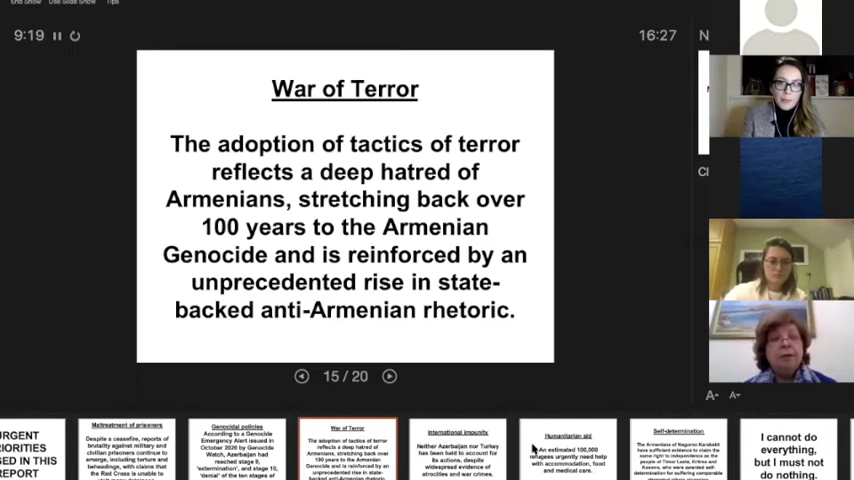 End Show Use Slide Show Tips
9:19
16:27
N
War of Terror
The adoption of tactics of terror
reflects a deep hatred of
Armenians, stretching back over
100 years to the Armenian
Genocide and is reinforced by an
unprecedented rise in state-
backed anti-Armenian rhetoric.
Cl
15 / 20
A A
URGENT
PRIORITIES
SED IN THIS
REPORT
Maltreatment of prisoners
Despite a ceasefire, reports of
brutality against military and
civilian prisoners continue to
emerge, including torture and
beheadings, with claims that
the Red Cross is unable to
Genocidal policies
According to a Genocide
Emergency Alert issued in
October 2020 by Genocide
Watch, Azerbaijan had
reached stage 9,
'extermination', and stage 10,
'denial' of the ten stages of
War of Terror
The adoption of tactics of terror
reflects a deep hatred of
Armenians, stretching back over
100 years to the Armenian
Genocide and is reinforced by an
unprecedented rise in state-
backed anti-Armenian rhetoric.
International impunity
Neither Azerbaijan nor Turkey
has been held to account for
its actions, despite
widespread evidence of
atrocities and war crimes.
Humanitarian aid
An estimated 100,000
refugees urgently need help
with accommodation, food
and medical care.
Self-determination
The Armenians of Nagorno Karabakh
have sufficient evidence to claim the
same right to independence as the
people of Timor Leste, Eritrea and
Kosovo, who were awarded self-
determination for suffering comparable
I cannot do
everything,
but I must not
do nothing.